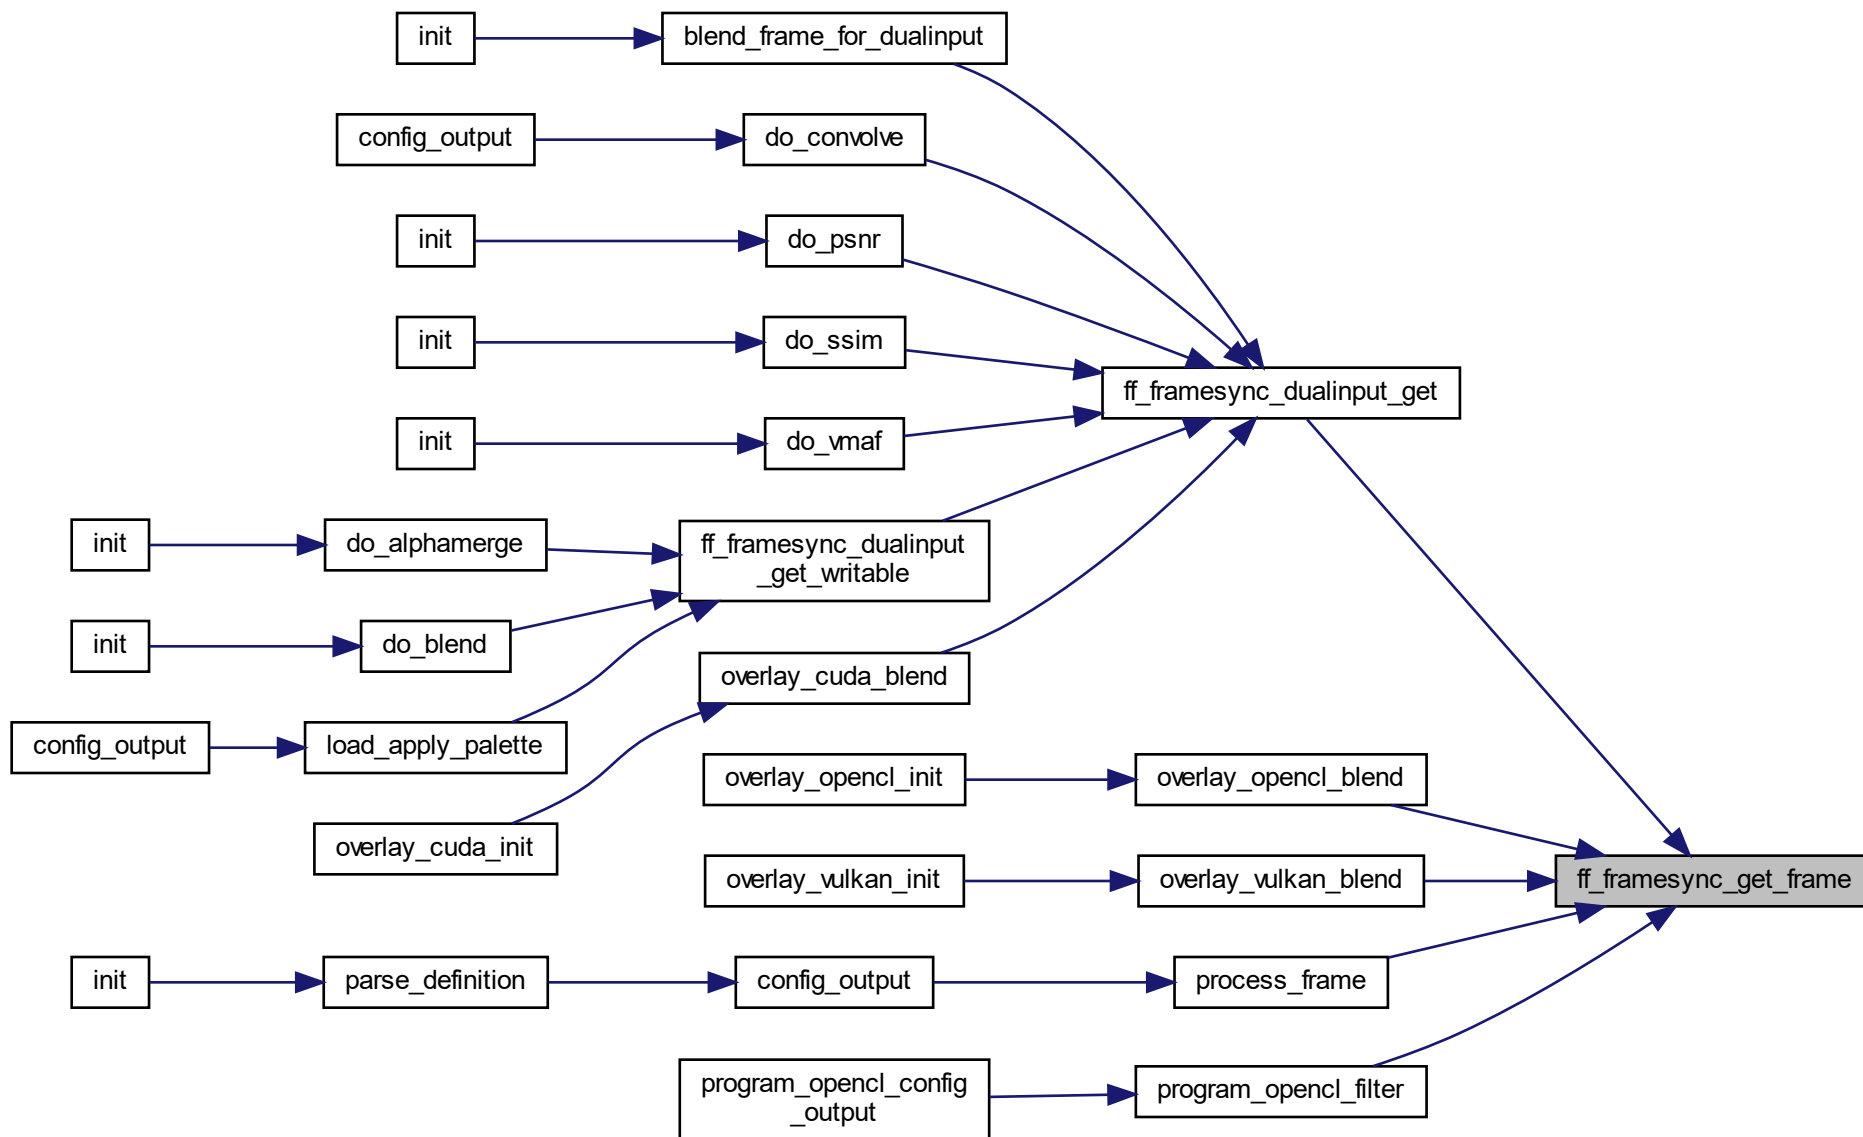 init
blend_frame_for_dualinput
config_output
do_convolve
init
do_psnr
init
do_ssim
ff_framesync_dualinput_get
init
do_vmaf
init
do_alphamerge
ff_framesync_dualinput
_get_writable
init
do_blend
overlay_cuda_blend
config_output
load_apply_palette
overlay_opencl_init
overlay_opencl_blend
overlay_cuda_init
overlay_vulkan_init
overlay_vulkan_blend
ff_framesync_get_frame
init
parse_definition
config_output
process_frame
program_opencl_config
_output
program_opencl_filter